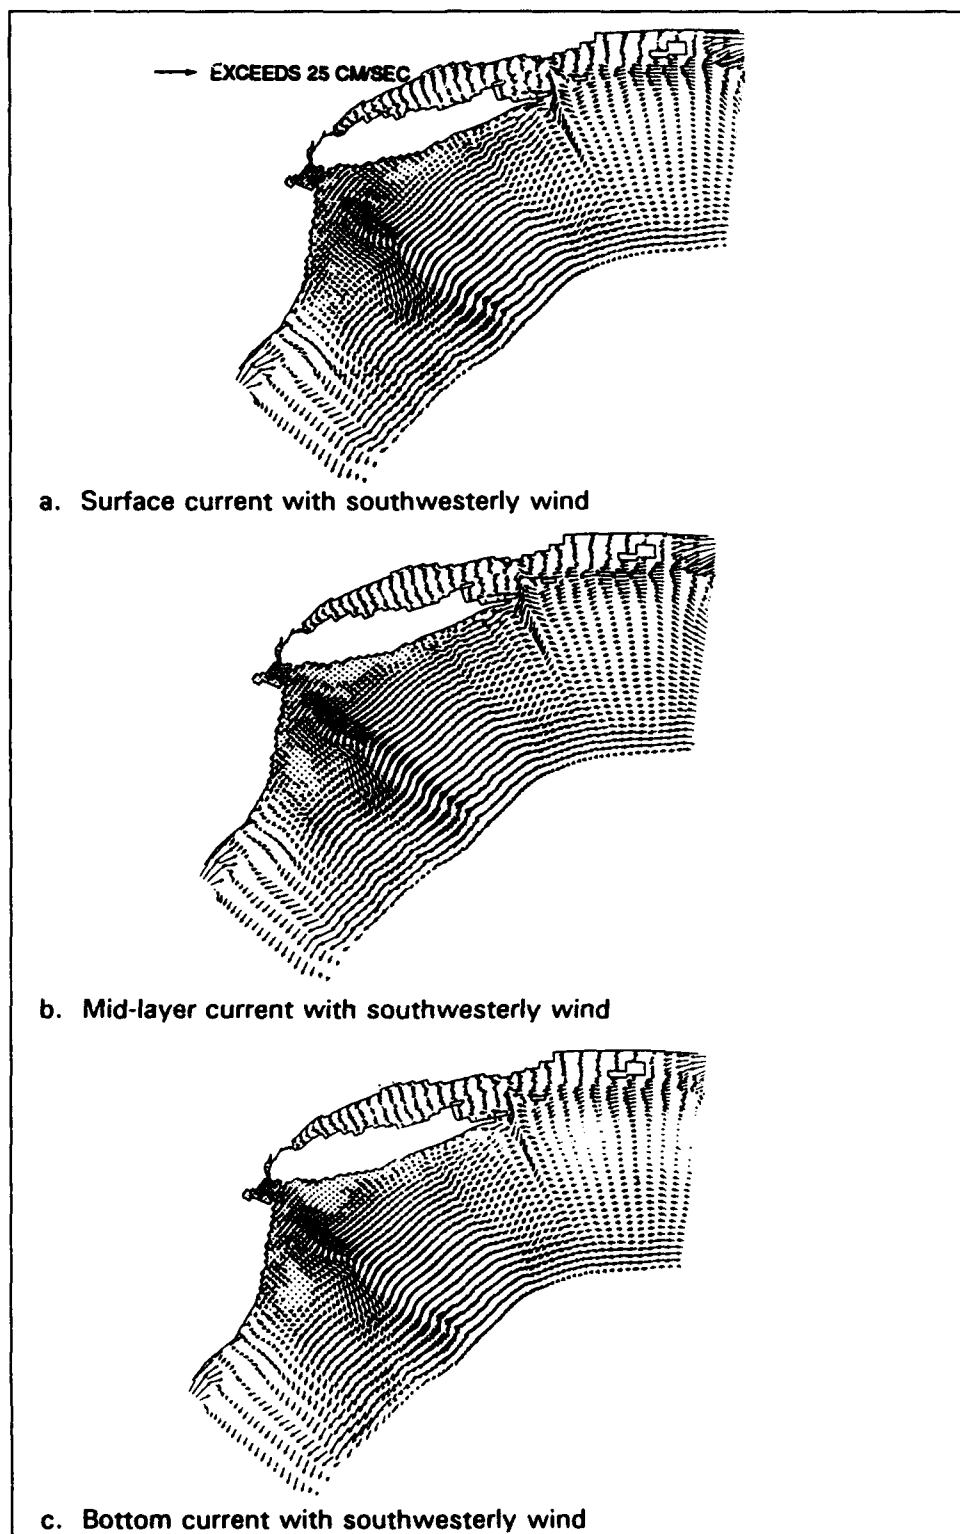 EXCEEDS 25 CM/SEC
a. Surface current with southwesterly wind
b. Mid-layer current with southwesterly wind
c. Bottom current with southwesterly wind